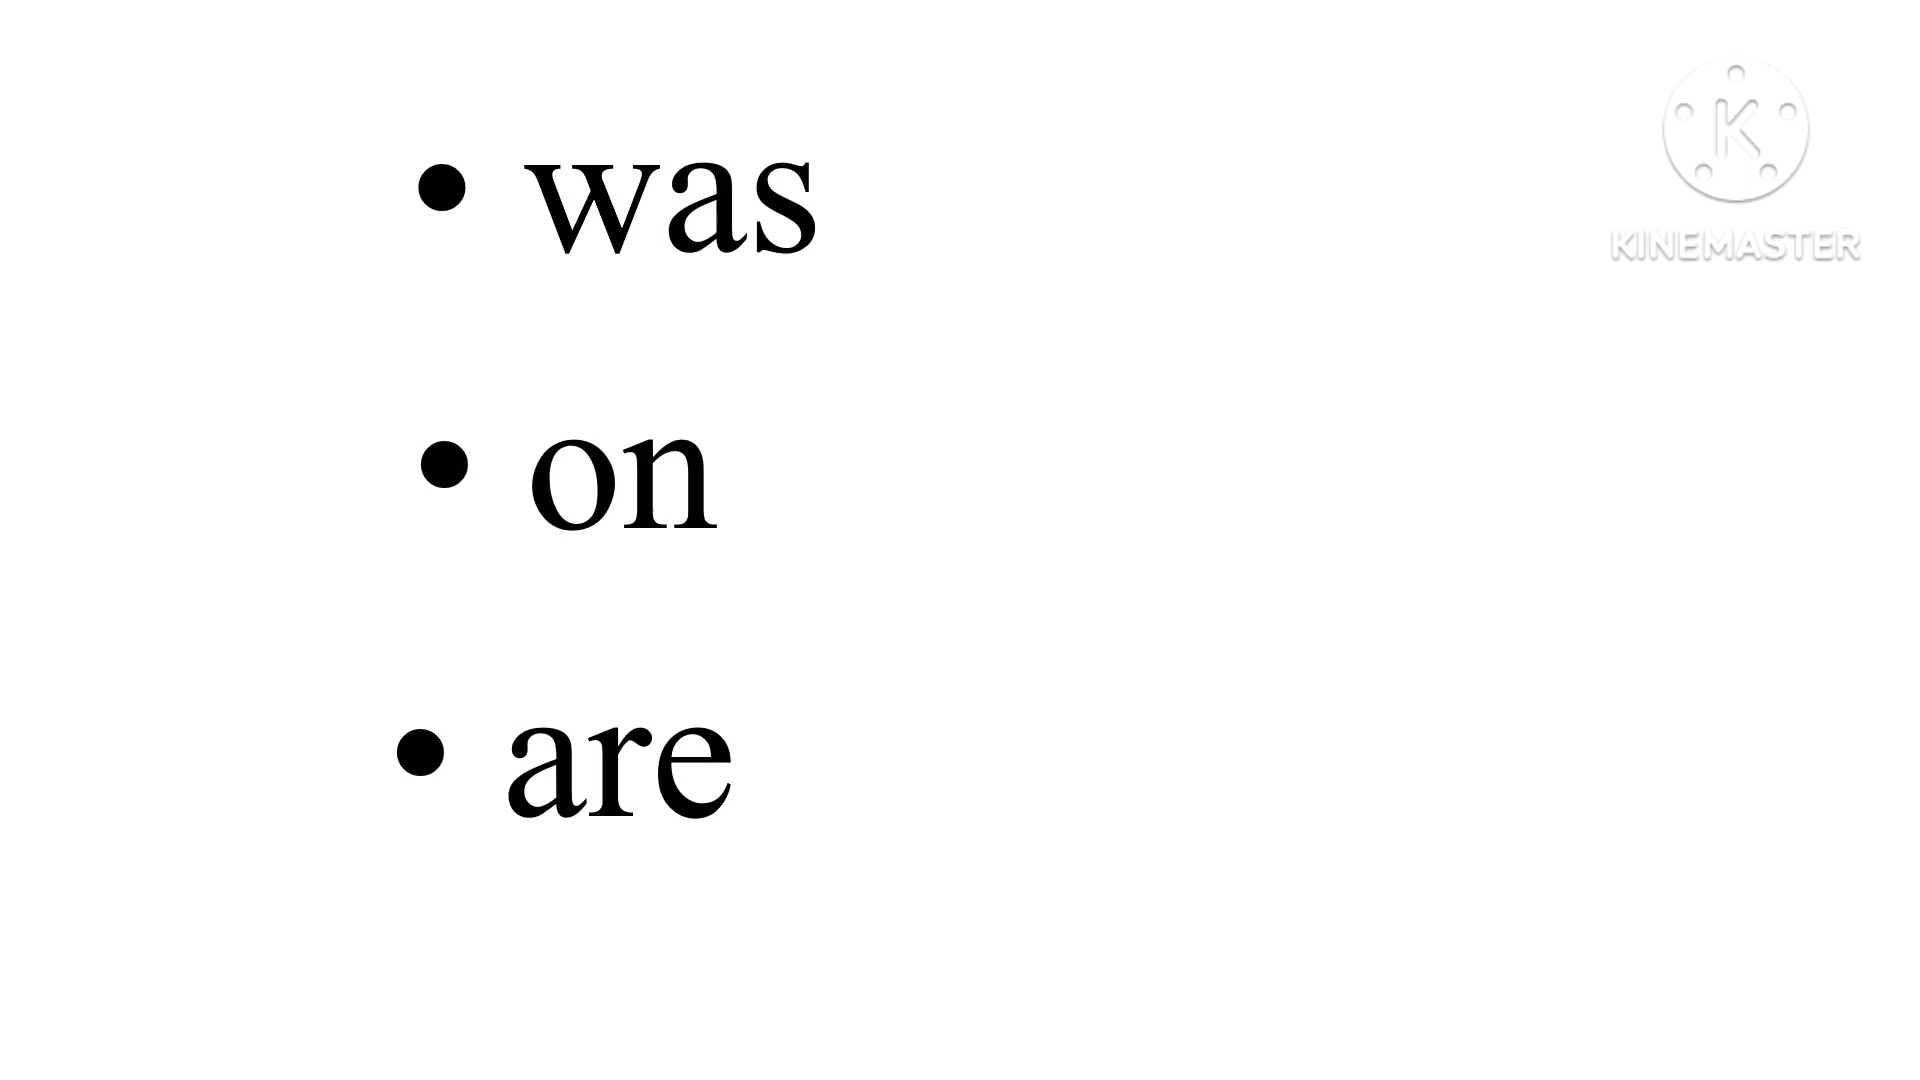 • was
K
KINEMASTER
• on
• are